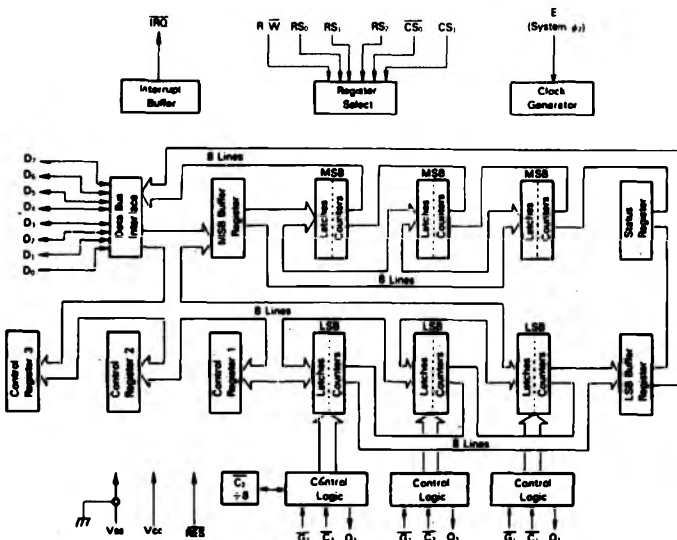 IRQ
R W RS₀ RS₁ RS₂ CS₀ CS₁
E
(System φ₂)
Interrupt
Buffer
Register
Select
Clock
Generator
D₇
D₆
D₅
D₄
D₃
D₂
D₁
D₀
Data Bus
Interface
8 Lines
MSB Buffer
Register
MSB
Latches
Counters
MSB
Latches
Counters
MSB
Latches
Counters
Status
Register
8 Lines
8 Lines
Control
Register 3
Control
Register 2
Control
Register 1
LSB
Latches
Counters
LSB
Latches
Counters
LSB
Latches
Counters
LSB Buffer
Register
8 Lines
÷ 8
Control
Logic
Control
Logic
Control
Logic
Vss
Vcc
RES